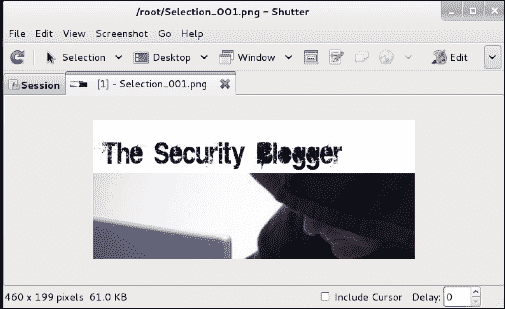 /root/Selection_001.png - Shutter
File Edit View Screenshot Go Help
Selection Desktop Window Edit
Session [1] - Selection_001.png
The Security Blogger
460 x 199 pixels 61.0 KB Include Cursor Delay: 0